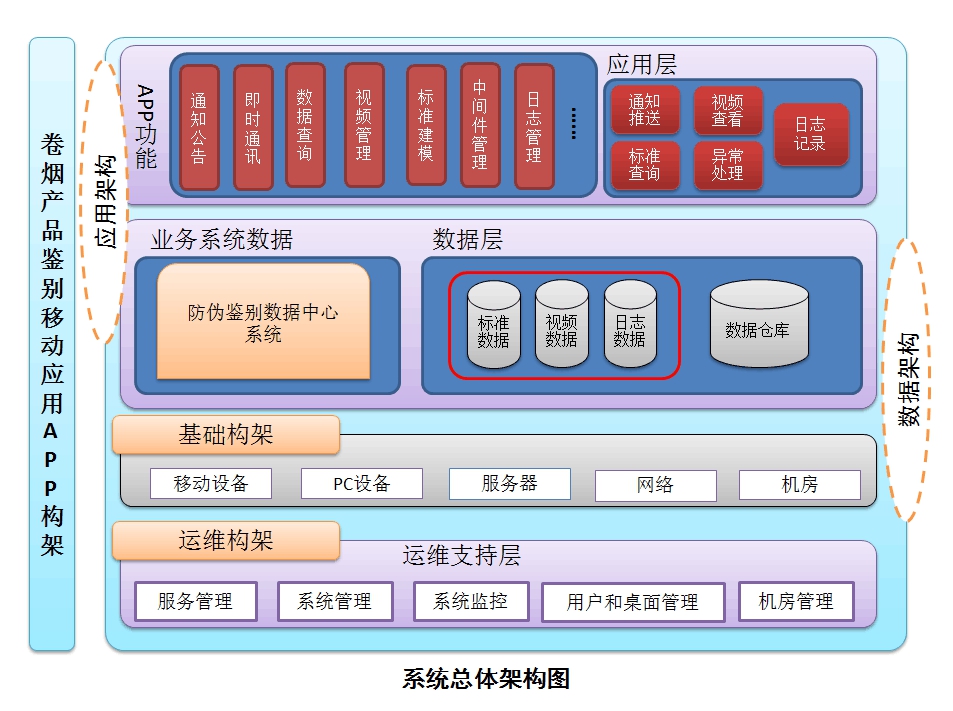 卷烟产品鉴别移动应用APP构架
应用架构
APP功能
通知公告
即时通讯
数据查询
视频管理
标准建模
中间件管理
日志管理
......
应用层
通知
推送
视频
查看
日志
记录
标准
查询
异常
处理
业务系统数据
防伪鉴别数据中心
系统
数据层
标准
数据
视频
数据
日志
数据
数据仓库
数据架构
基础构架
移动设备
PC设备
服务器
网络
机房
运维构架
运维支持层
服务管理
系统管理
系统监控
用户和桌面管理
机房管理
系统总体架构图